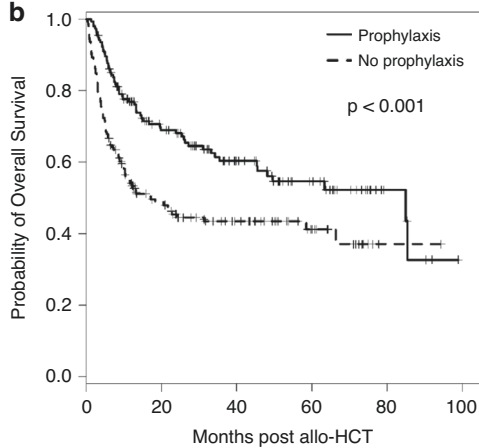 b
1.0
0.8
0.6
0.4
0.2
0.0
Probability of Overall Survival
Prophylaxis
No prophylaxis
p < 0.001
0 20 40 60 80 100
Months post allo-HCT